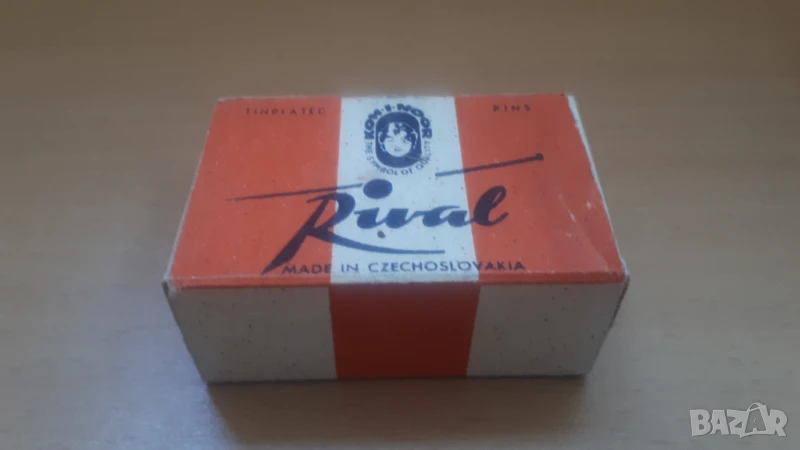 TINPLATED PINS
KOH-I-NOOR
THE SYMBOL OF QUALITY
Rival
MADE IN CZECHOSLOVAKIA
BAZAR